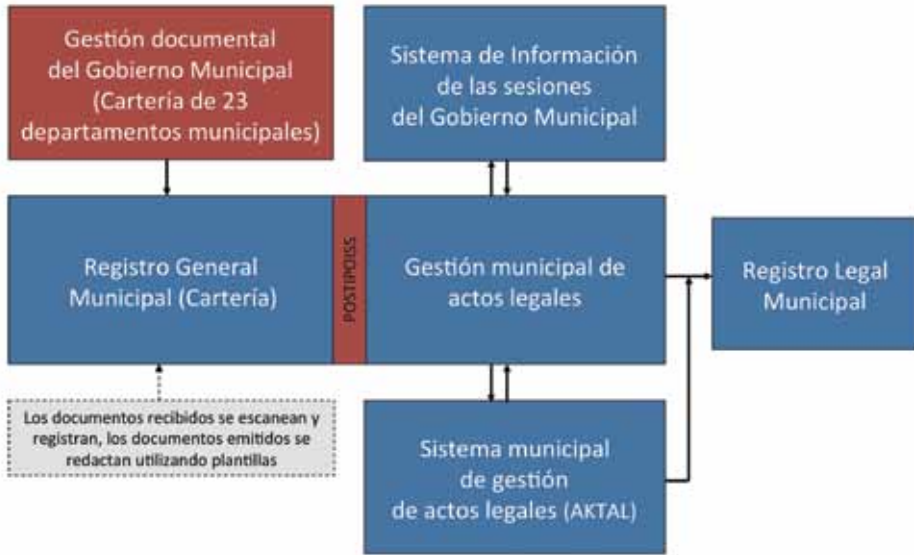 Gestión documental
del Gobierno Municipal
(Cartería de 23
departamentos municipales)
Sistema de Información
de las sesiones
del Gobierno Municipal
Registro General
Municipal (Cartería)
POSTIPOISS
Gestión municipal de
actos legales
Registro Legal
Municipal
Los documentos recibidos se escanean y
registran, los documentos emitidos se
redactan utilizando plantillas
Sistema municipal
de gestión
de actos legales (AKTAL)